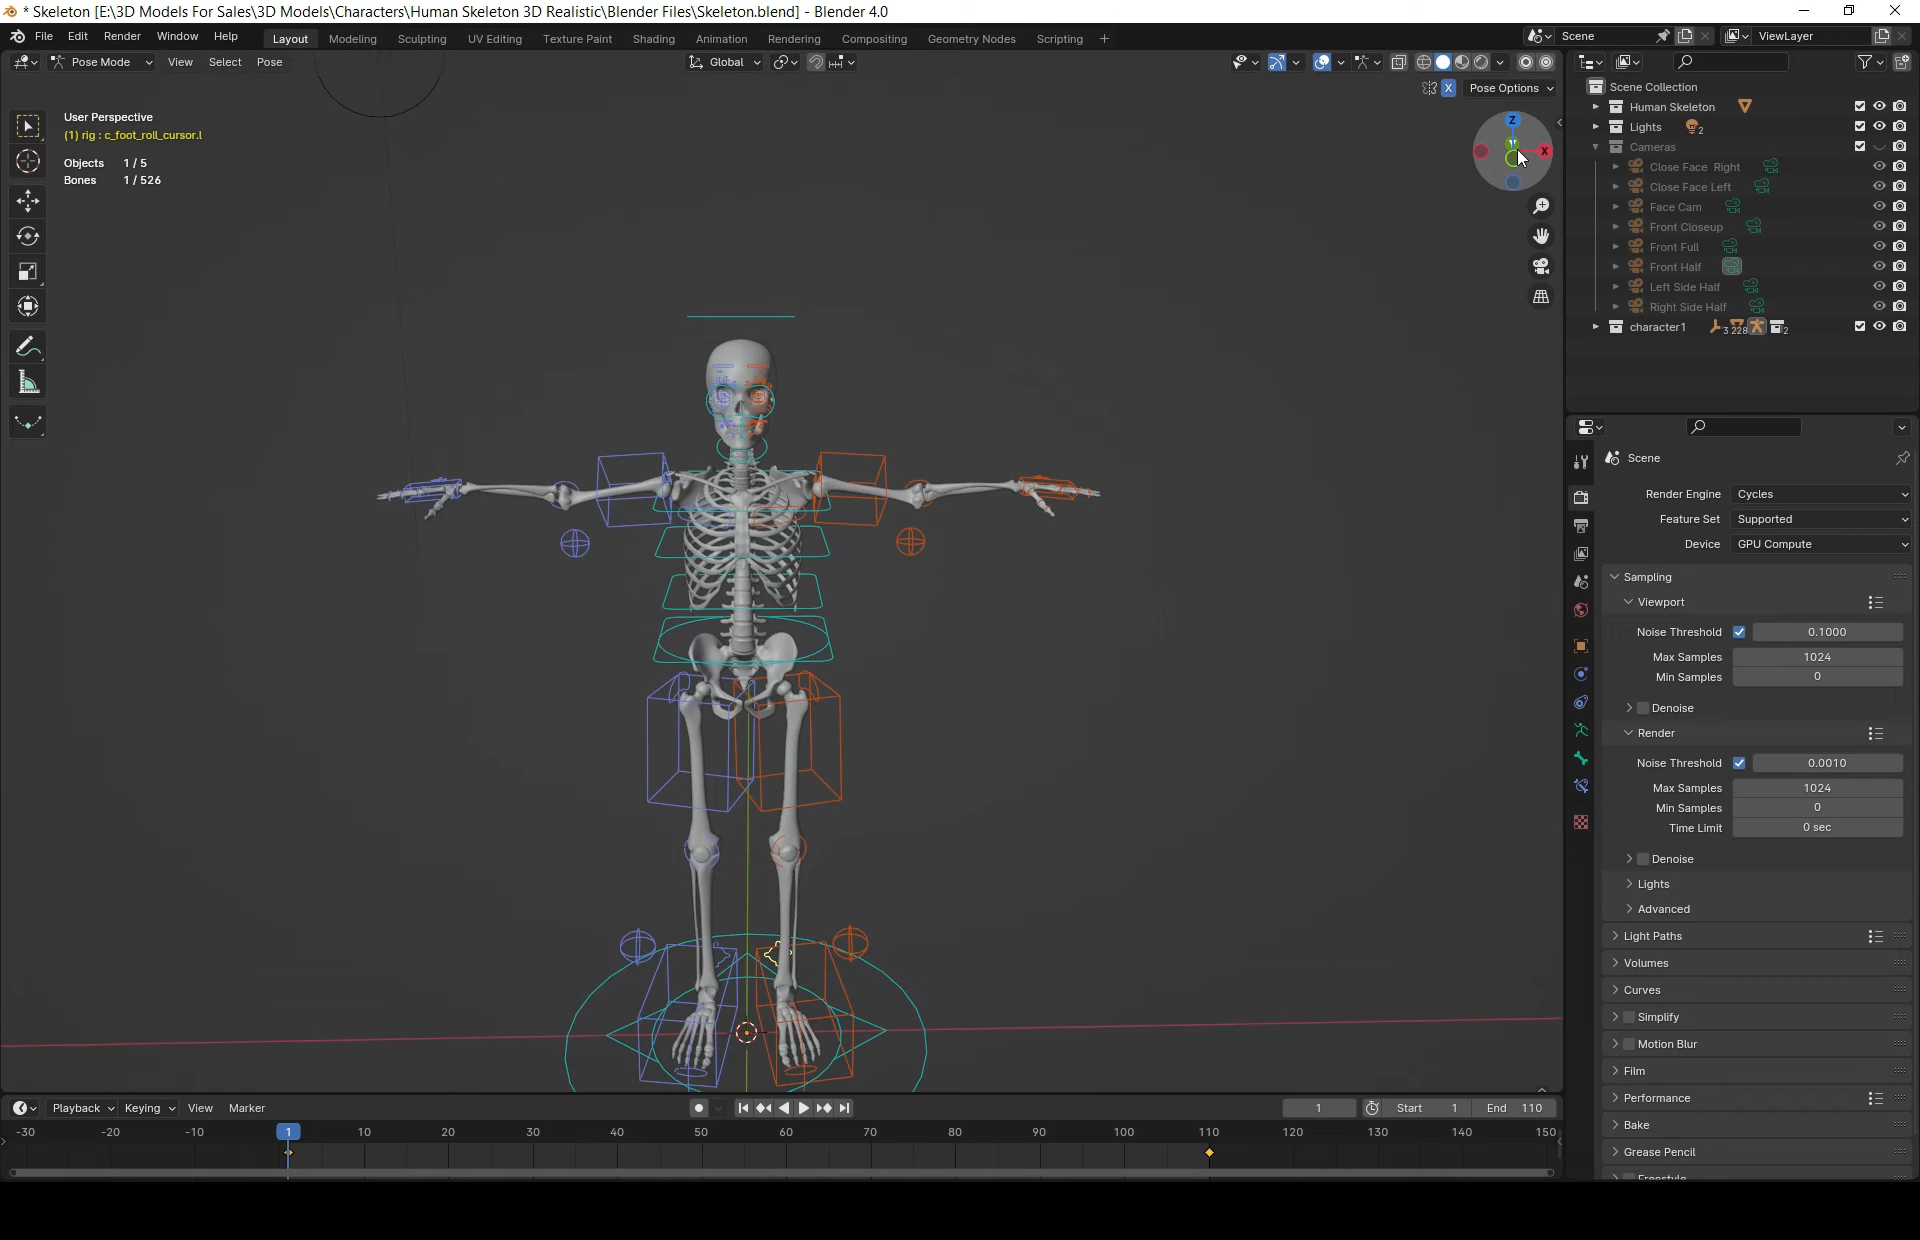 * Skeleton [E:\3D Models For Sales\3D Models\Characters\Human Skeleton 3D Realistic\Blender Files\Skeleton.blend] - Blender 4.0
File Edit Render Window Help Layout Modeling Sculpting UV Editing Texture Paint Shading Animation Rendering Compositing Geometry Nodes Scripting + Scene ViewLayer
Pose Mode View Select Pose Global
X Pose Options
User Perspective
(1) rig : c_foot_roll_cursor.l
Objects 1 / 5
Bones 1 / 526
Z
Y
X
Scene Collection
Human Skeleton
Lights 2
Cameras
Close Face Right
Close Face Left
Face Cam
Front Closeup
Front Full
Front Half
Left Side Half
Right Side Half
character1 3 228 2
Scene
Render Engine Cycles
Feature Set Supported
Device GPU Compute
Sampling
Viewport
Noise Threshold 0.1000
Max Samples 1024
Min Samples 0
Denoise
Render
Noise Threshold 0.0010
Max Samples 1024
Min Samples 0
Time Limit 0 sec
Denoise
Lights
Advanced
Light Paths
Volumes
Curves
Simplify
Motion Blur
Film
Performance
Bake
Grease Pencil
Freestyle
Playback Keying View Marker 1 Start 1 End 110
-30 -20 -10 1 10 20 30 40 50 60 70 80 90 100 110 120 130 140 150